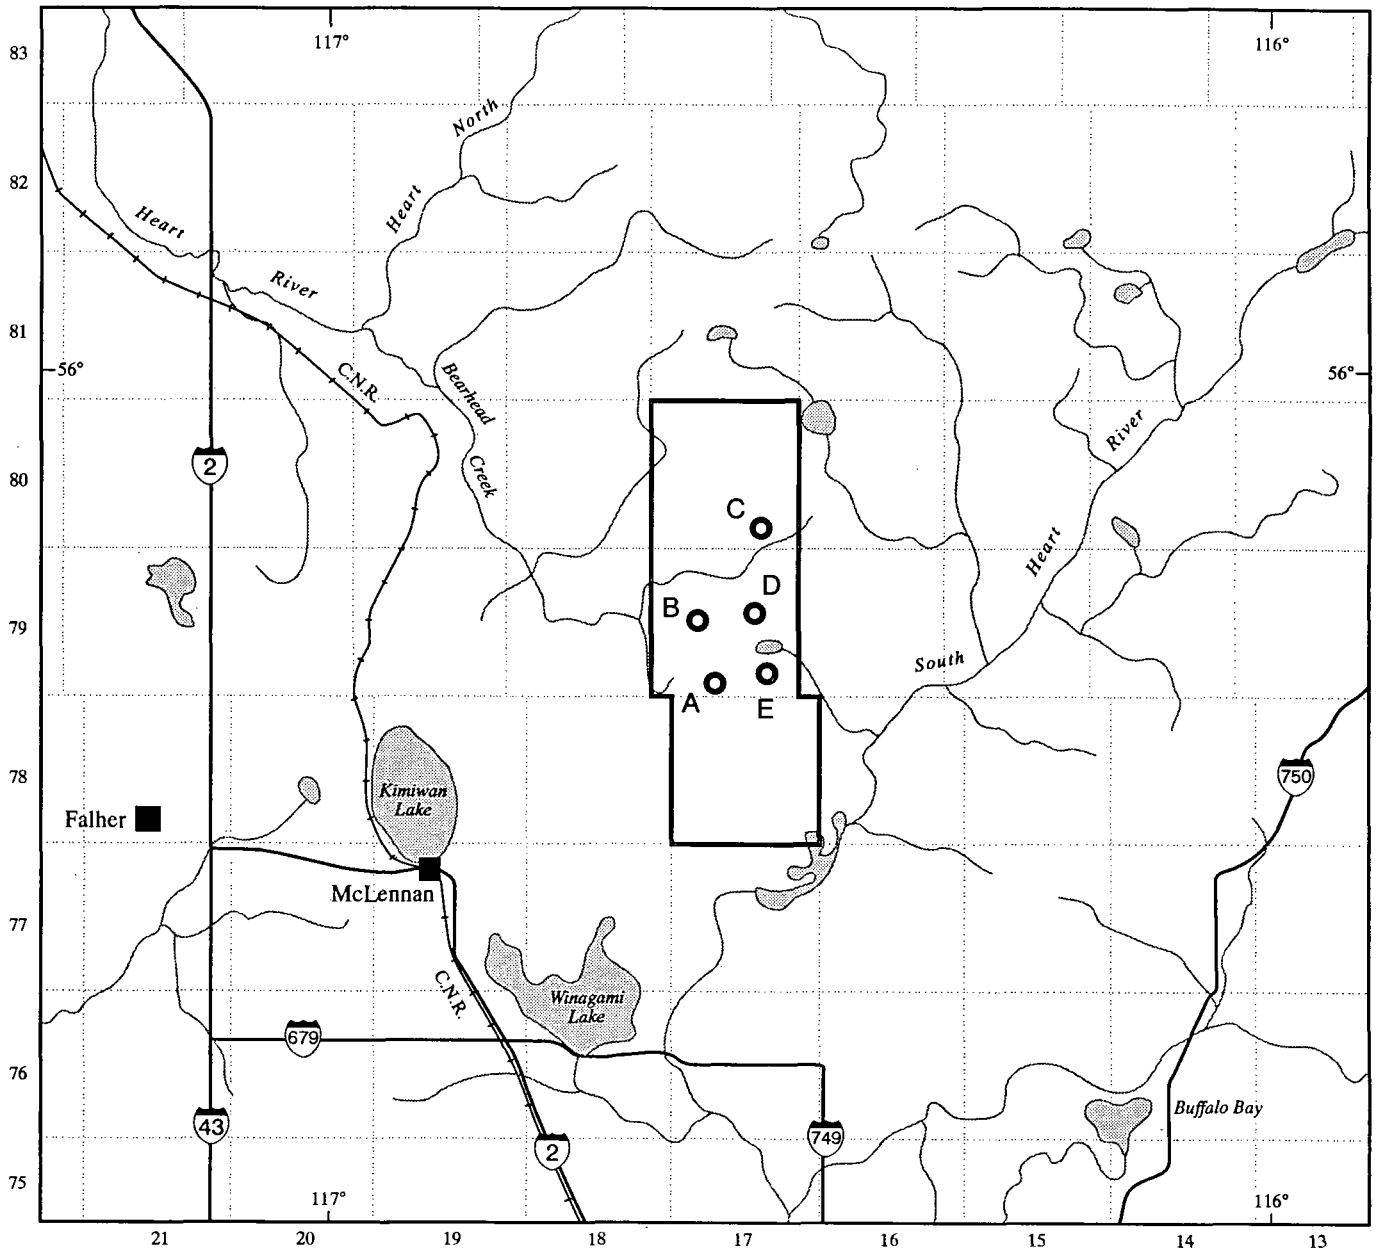 83
117°
116°
North
82
Heart
Heart
River
81
C.N.R.
Bearhead
56°
56°
River
2
80
Creek
C
Heart
D
B
79
South
A
E
78
Kimiwan
Lake
750
Falher
McLennan
77
C.N.R.
Winagami
Lake
679
76
43
Buffalo Bay
2
749
75
117°
116°
21
20
19
18
17
16
15
14
13